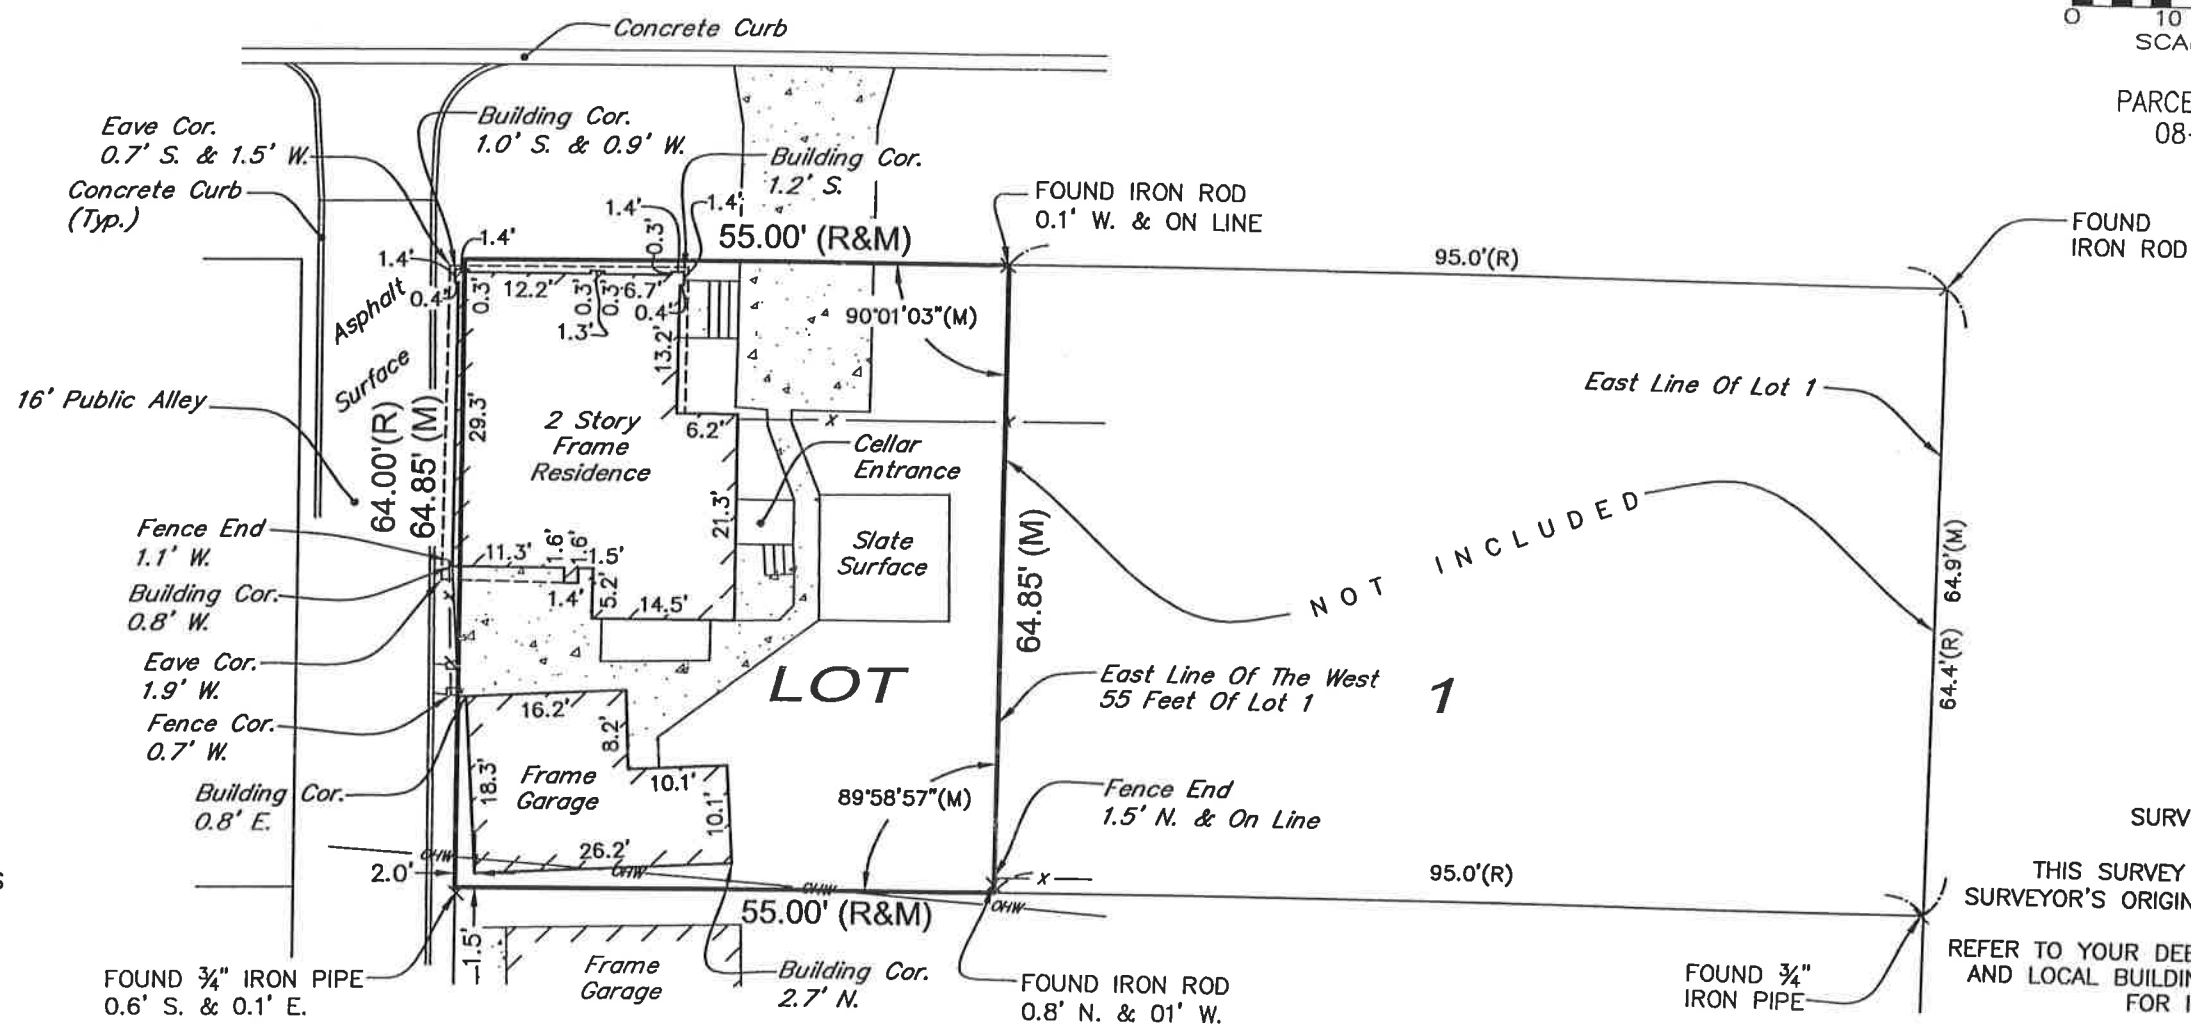 Concrete Curb
0 10
SCA
PARCE
08-
Eave Cor.
0.7' S. & 1.5' W.
Building Cor.
1.0' S. & 0.9' W.
Building Cor.
1.2' S.
Concrete Curb
(Typ.)
FOUND IRON ROD
0.1' W. & ON LINE
FOUND
IRON ROD
1.4'
1.4'
0.3'
55.00' (R&M)
1.4'
1.4'
95.0'(R)
0.4'
0.3'
12.2'
0.3'
0.3'
6.7'
0.4'
1.3'
13.2'
90°01'03"(M)
Asphalt
Surface
16' Public Alley
64.00'(R)
64.85' (M)
29.3'
2 Story
Frame
Residence
6.2'
21.3'
Cellar
Entrance
x
x
East Line Of Lot 1
NOT INCLUDED
Fence End
1.1' W.
Building Cor.
0.8' W.
Eave Cor.
1.9' W.
Fence Cor.
0.7' W.
Building Cor.
0.8' E.
11.3'
1.6'
1.6'
1.5'
1.4'
5.2'
14.5'
Slate
Surface
64.85' (M)
64.9'(M)
64.4'(R)
x
x
LOT
1
East Line Of The West
55 Feet Of Lot 1
16.2'
8.2'
18.3'
Frame
Garage
10.1'
10.1'
26.2'
89°58'57"(M)
Fence End
1.5' N. & On Line
SURV
2.0'
OHW
OHW
OHW
OHW
x
95.0'(R)
S
THIS SURVEY
SURVEYOR'S ORIGIN
55.00' (R&M)
1.5'
FOUND ¾" IRON PIPE
0.6' S. & 0.1' E.
Frame
Garage
Building Cor.
2.7' N.
FOUND IRON ROD
0.8' N. & 01' W.
FOUND ¾"
IRON PIPE
REFER TO YOUR DEE
AND LOCAL BUILDIN
FOR I